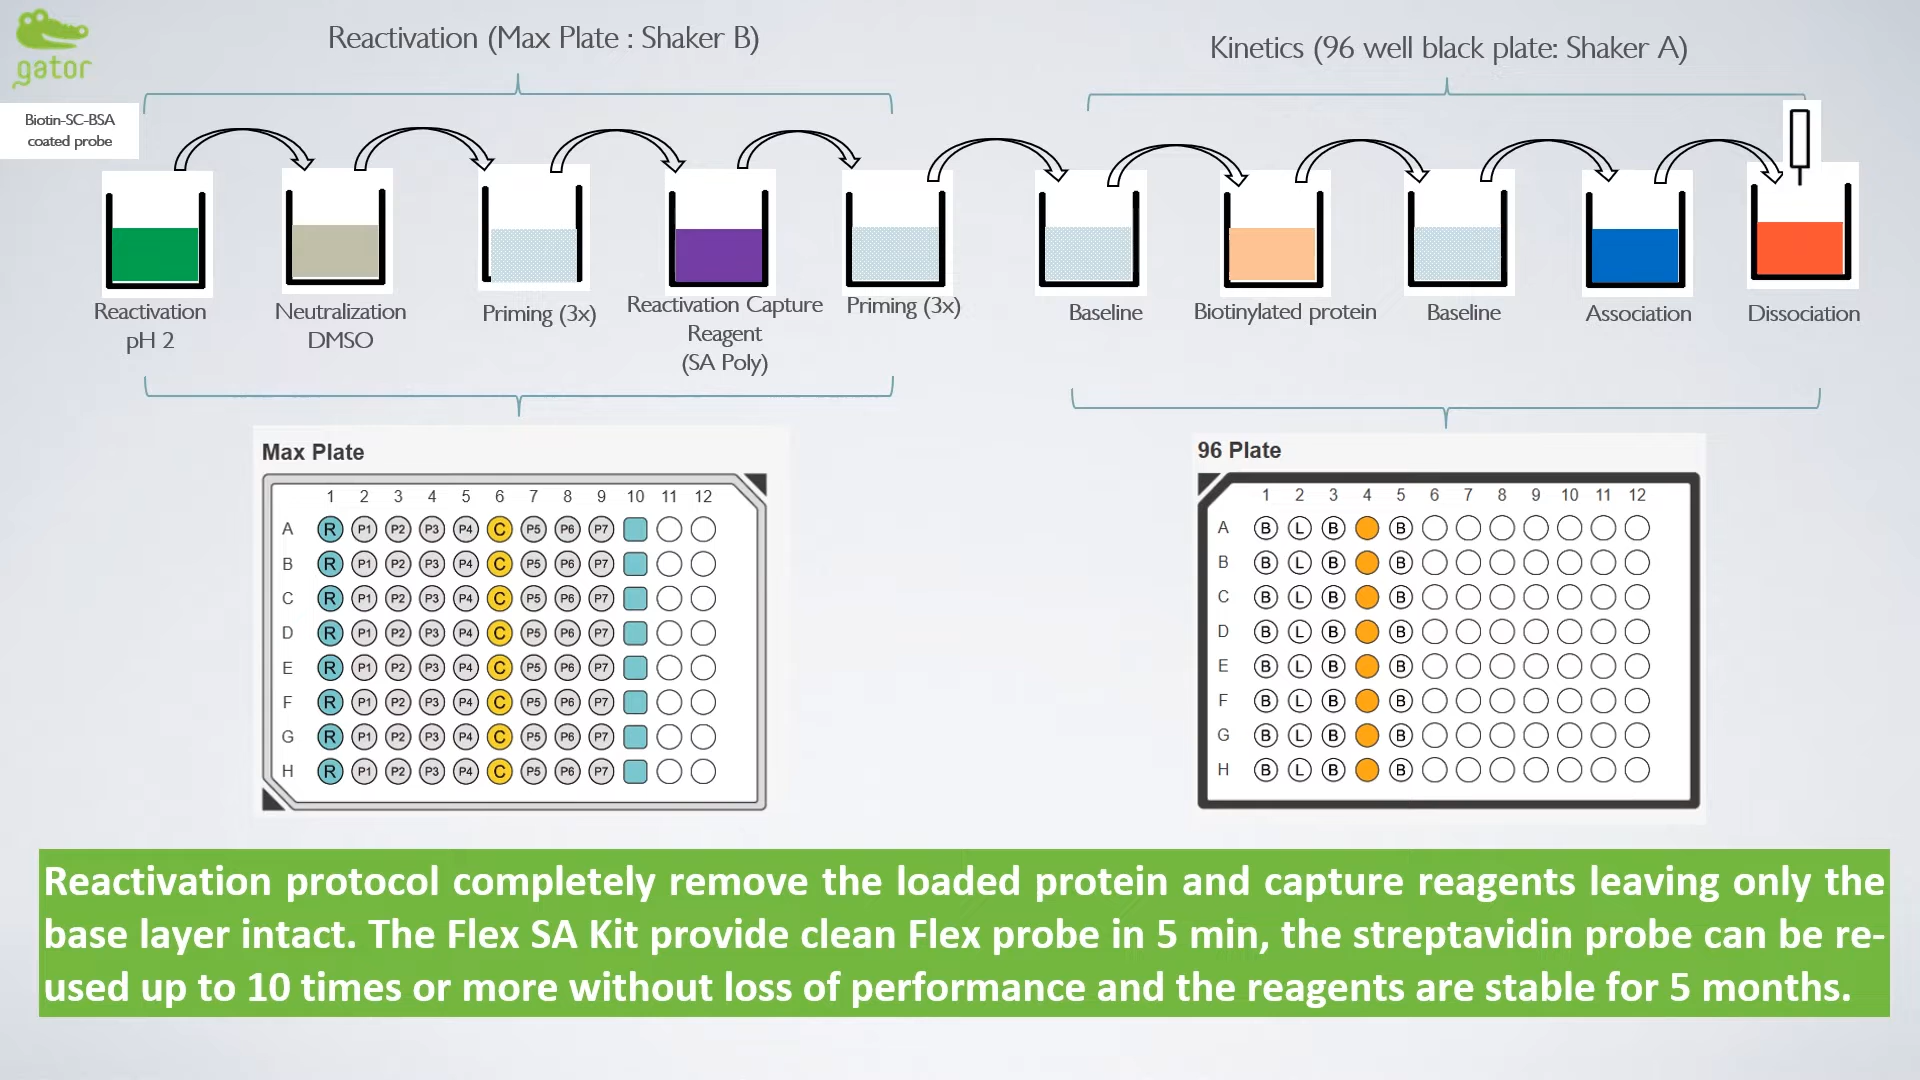 gator
Reactivation (Max Plate : Shaker B)
Kinetics (96 well black plate: Shaker A)
Biotin-SC-BSA
coated probe
Reactivation
pH 2
Neutralization
DMSO
Priming (3x)
Reactivation Capture
Reagent
(SA Poly)
Priming (3x)
Baseline
Biotinylated protein
Baseline
Association
Dissociation
Max Plate
1 2 3 4 5 6 7 8 9 10 11 12
A R P1 P2 P3 P4 C P5 P6 P7
B R P1 P2 P3 P4 C P5 P6 P7
C R P1 P2 P3 P4 C P5 P6 P7
D R P1 P2 P3 P4 C P5 P6 P7
E R P1 P2 P3 P4 C P5 P6 P7
F R P1 P2 P3 P4 C P5 P6 P7
G R P1 P2 P3 P4 C P5 P6 P7
H R P1 P2 P3 P4 C P5 P6 P7
96 Plate
1 2 3 4 5 6 7 8 9 10 11 12
A B L B B
B B L B B
C B L B B
D B L B B
E B L B B
F B L B B
G B L B B
H B L B B
Reactivation protocol completely remove the loaded protein and capture reagents leaving only the
base layer intact. The Flex SA Kit provide clean Flex probe in 5 min, the streptavidin probe can be re-
used up to 10 times or more without loss of performance and the reagents are stable for 5 months.